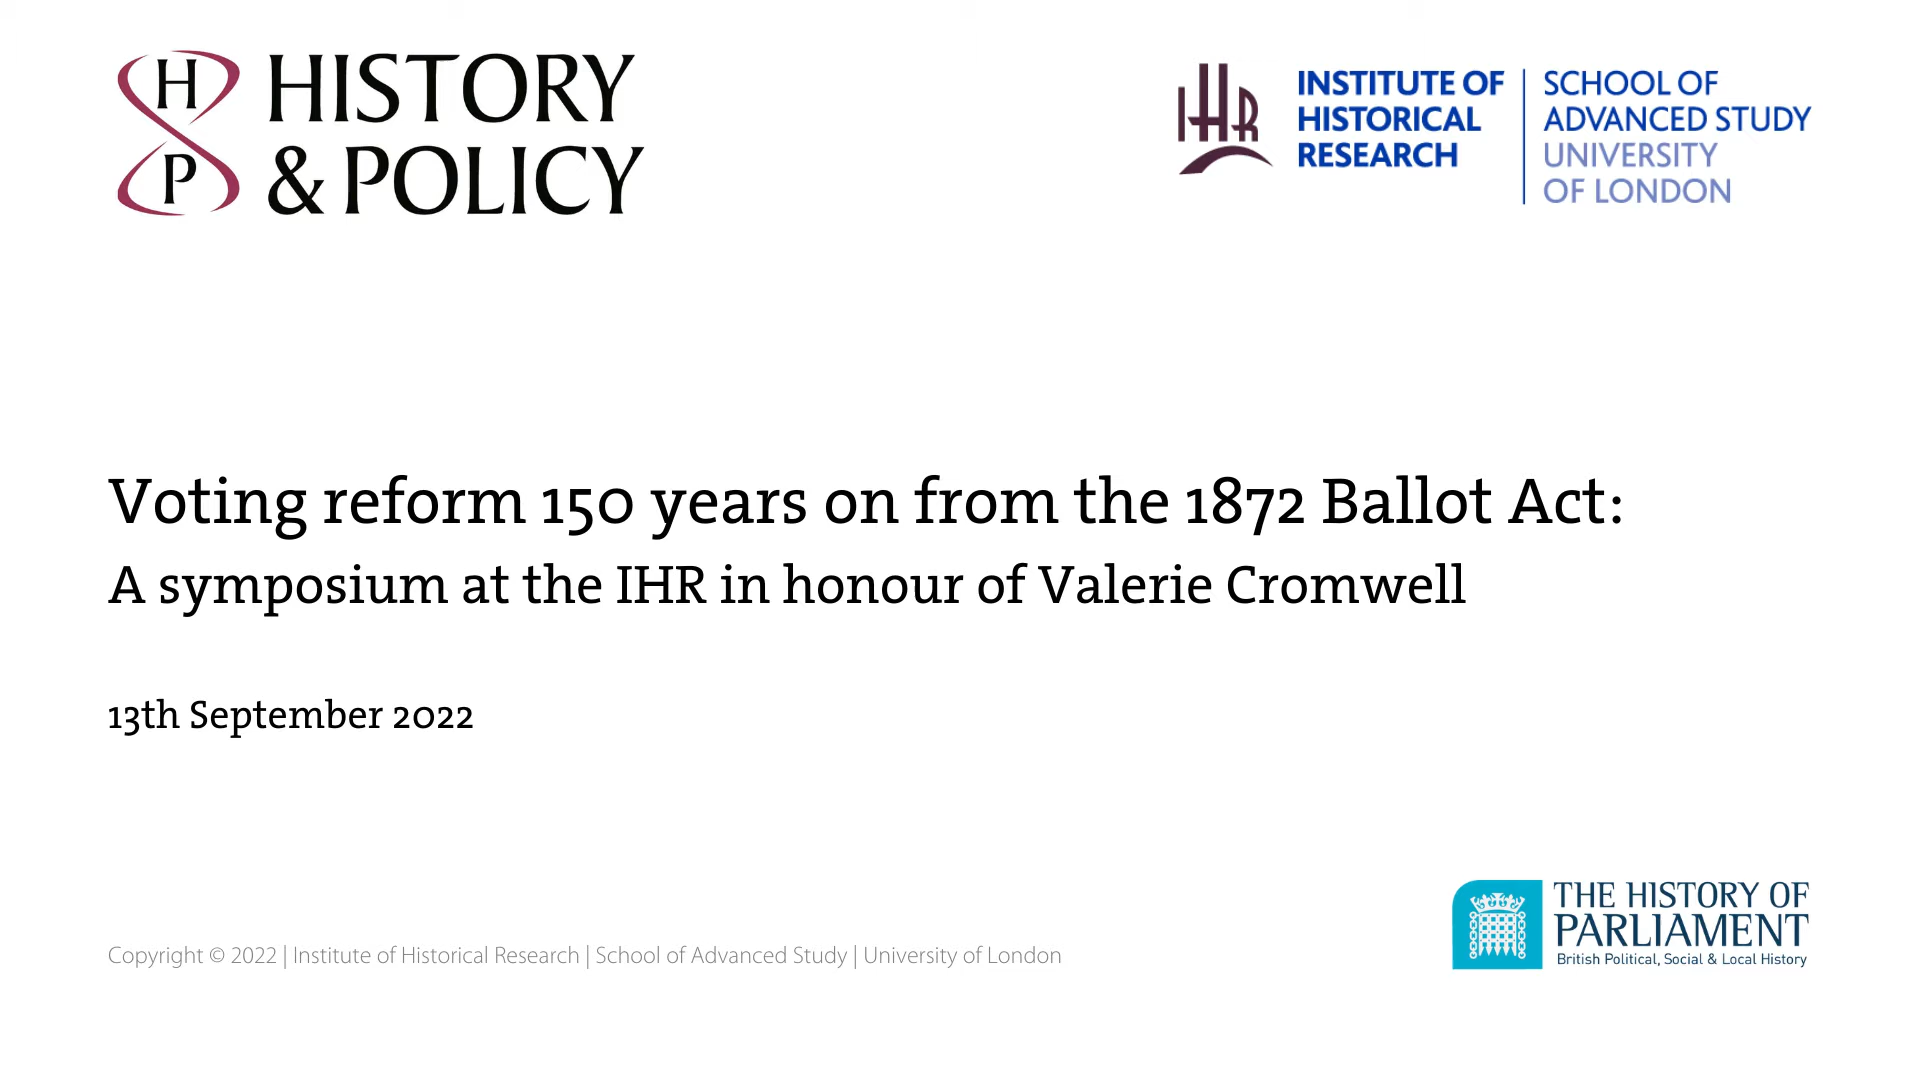 H
P
HISTORY
& POLICY
IHR
INSTITUTE OF
HISTORICAL
RESEARCH
SCHOOL OF
ADVANCED STUDY
UNIVERSITY
OF LONDON
Voting reform 150 years on from the 1872 Ballot Act:
A symposium at the IHR in honour of Valerie Cromwell
13th September 2022
Copyright © 2022 | Institute of Historical Research | School of Advanced Study | University of London
THE HISTORY OF
PARLIAMENT
British Political, Social & Local History